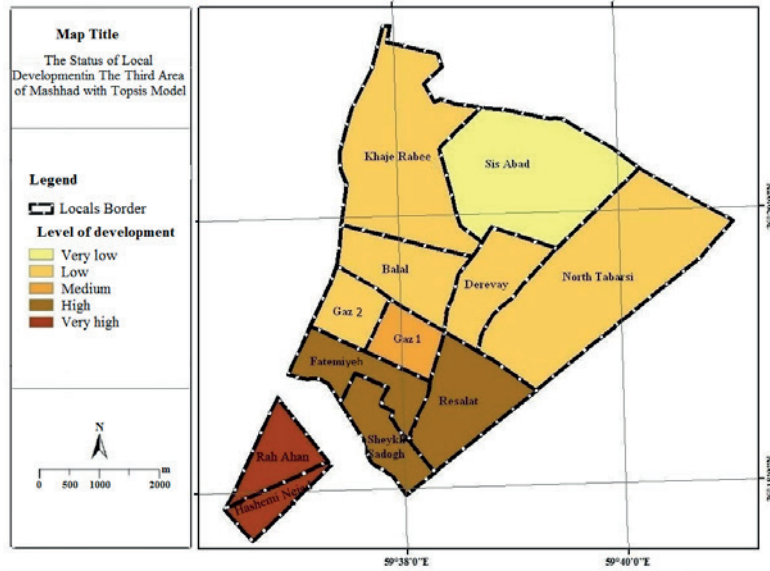 Map Title
The Status of Local
Developmentin The Third Area
of Mashhad with Topsis Model
Legend
Locals Border
Level of development
Very low
Low
Medium
High
Very high
N
m
0 500 1000 2000
Khaje Rabee
Sis Abad
Balal
Derevay
North Tabarsi
Gaz 2
Gaz 1
Fatemiyeh
Resalat
Sheykh
Sadogh
Rah Ahan
Hashemi Nejad
59°38'0"E
59°40'0"E